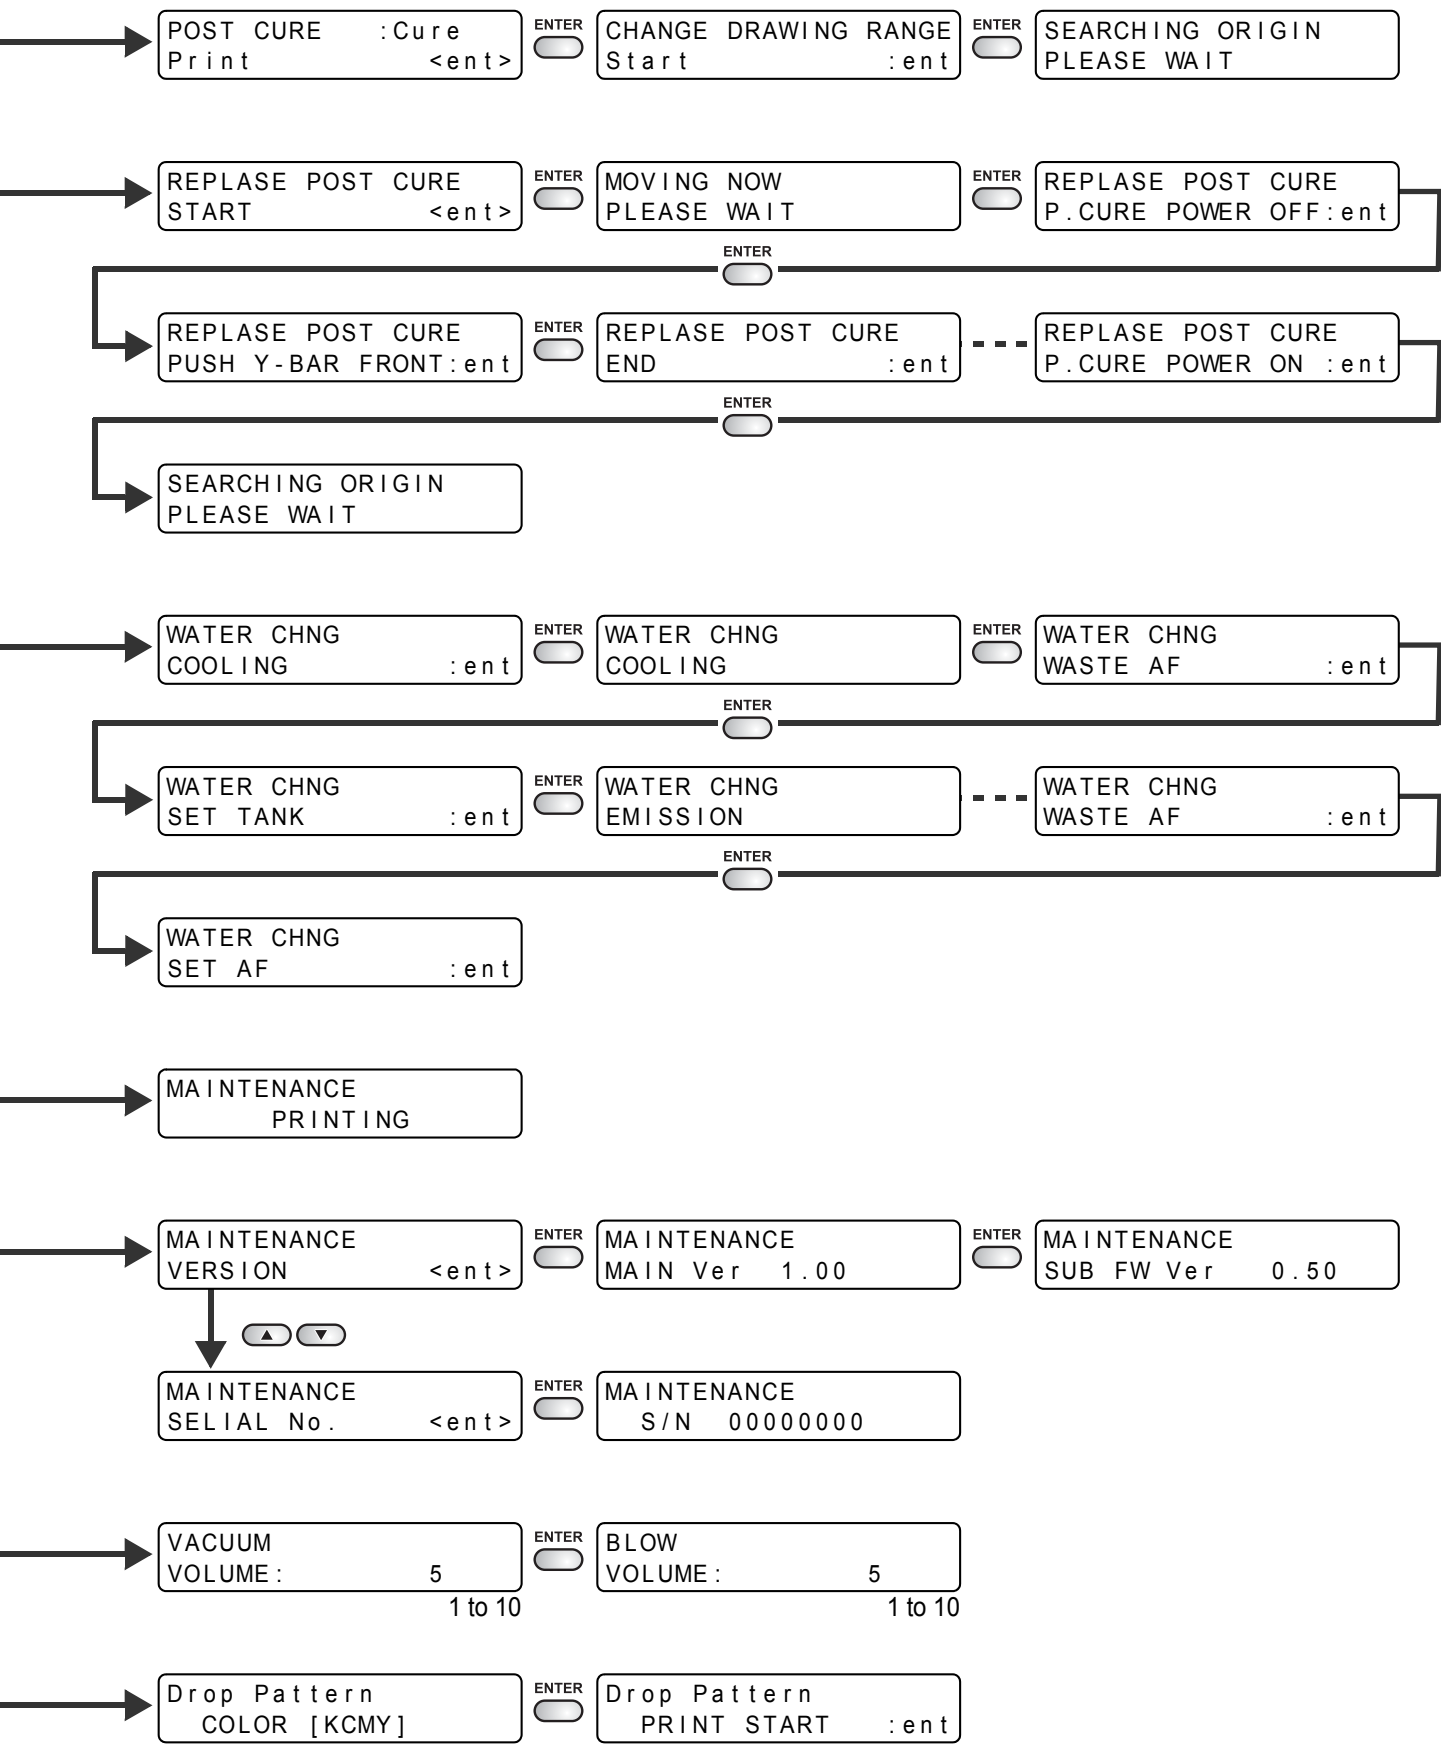 POST CURE :Cure
Print <ent>
ENTER
CHANGE DRAWING RANGE
Start :ent
ENTER
SEARCHING ORIGIN
PLEASE WAIT
REPLASE POST CURE
START <ent>
ENTER
MOVING NOW
PLEASE WAIT
ENTER
REPLASE POST CURE
P.CURE POWER OFF:ent
ENTER
REPLASE POST CURE
PUSH Y-BAR FRONT:ent
ENTER
REPLASE POST CURE
END :ent
REPLASE POST CURE
P.CURE POWER ON :ent
ENTER
SEARCHING ORIGIN
PLEASE WAIT
WATER CHNG
COOLING :ent
ENTER
WATER CHNG
COOLING
ENTER
WATER CHNG
WASTE AF :ent
ENTER
WATER CHNG
SET TANK :ent
ENTER
WATER CHNG
EMISSION
WATER CHNG
WASTE AF :ent
ENTER
WATER CHNG
SET AF :ent
MAINTENANCE
PRINTING
MAINTENANCE
VERSION <ent>
ENTER
MAINTENANCE
MAIN Ver 1.00
ENTER
MAINTENANCE
SUB FW Ver 0.50
MAINTENANCE
SELIAL No. <ent>
ENTER
MAINTENANCE
S/N 00000000
VACUUM
VOLUME: 5
1 to 10
ENTER
BLOW
VOLUME: 5
1 to 10
Drop Pattern
COLOR [KCMY]
ENTER
Drop Pattern
PRINT START :ent